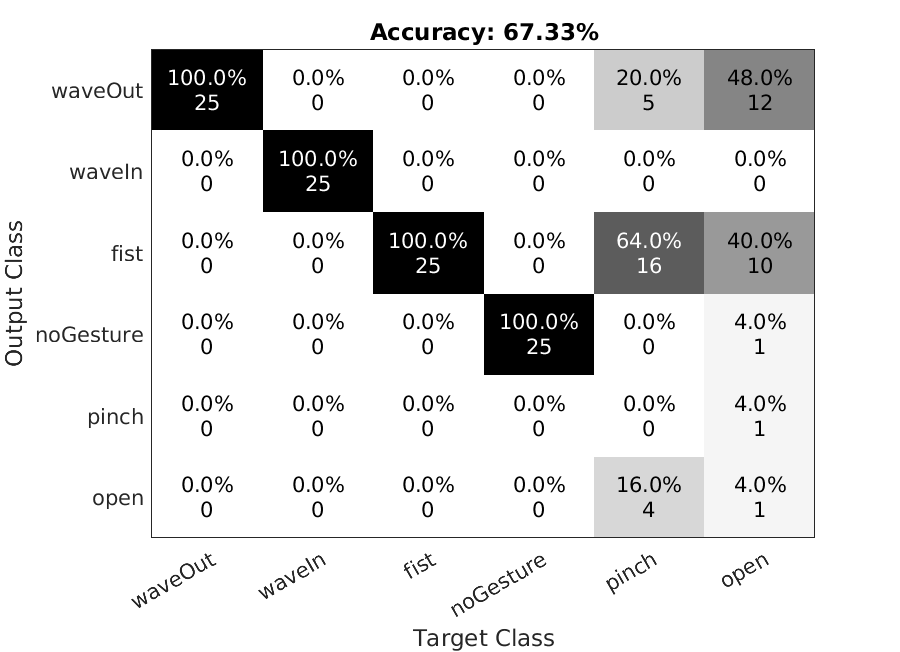 Accuracy: 67.33%
Output Class
waveOut
100.0% 0.0% 0.0% 0.0% 20.0% 48.0%
25 0 0 0 5 12
waveIn
0.0% 100.0% 0.0% 0.0% 0.0% 0.0%
0 25 0 0 0 0
fist
0.0% 0.0% 100.0% 0.0% 64.0% 40.0%
0 0 25 0 16 10
noGesture
0.0% 0.0% 0.0% 100.0% 0.0% 4.0%
0 0 0 25 0 1
pinch
0.0% 0.0% 0.0% 0.0% 0.0% 4.0%
0 0 0 0 0 1
open
0.0% 0.0% 0.0% 0.0% 16.0% 4.0%
0 0 0 0 4 1
waveOut waveIn fist noGesture pinch open
Target Class